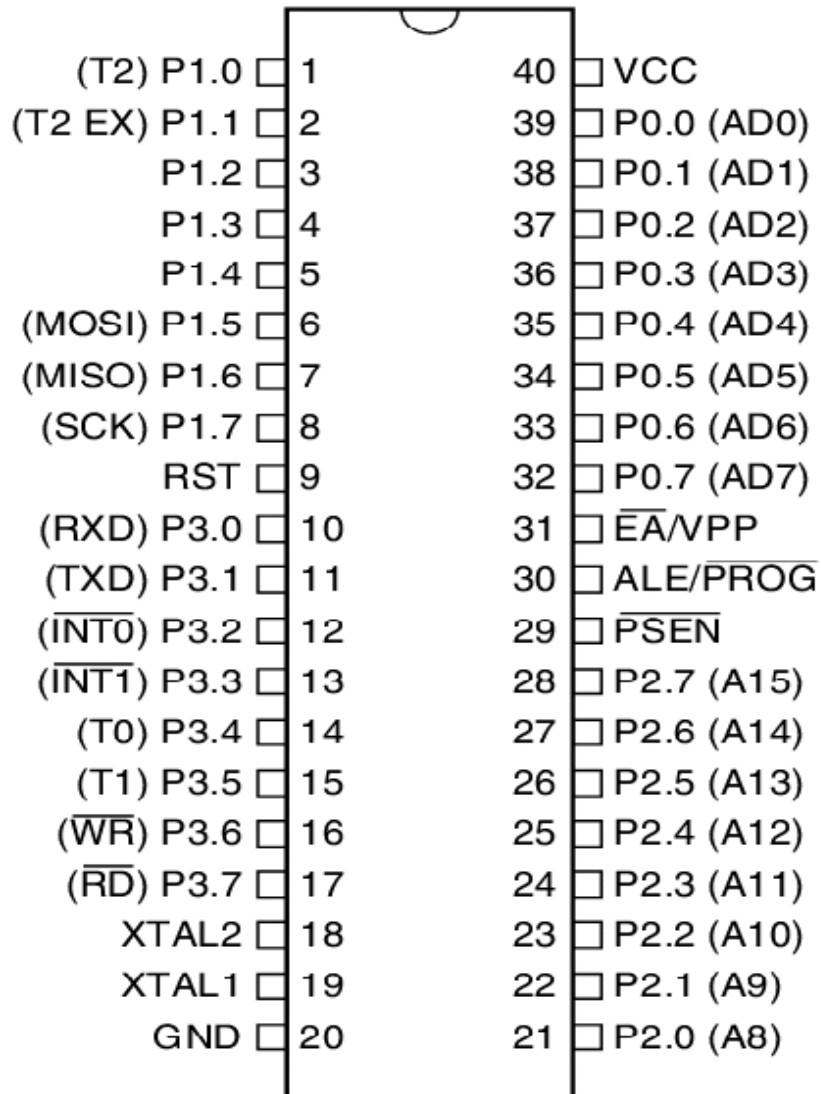 (T2) P1.0 1 40 VCC
(T2 EX) P1.1 2 39 P0.0 (AD0)
P1.2 3 38 P0.1 (AD1)
P1.3 4 37 P0.2 (AD2)
P1.4 5 36 P0.3 (AD3)
(MOSI) P1.5 6 35 P0.4 (AD4)
(MISO) P1.6 7 34 P0.5 (AD5)
(SCK) P1.7 8 33 P0.6 (AD6)
RST 9 32 P0.7 (AD7)
(RXD) P3.0 10 31 E̅A̅/VPP
(TXD) P3.1 11 30 ALE/P̅R̅O̅G̅
(I̅N̅T̅0̅) P3.2 12 29 P̅S̅E̅N̅
(I̅N̅T̅1̅) P3.3 13 28 P2.7 (A15)
(T0) P3.4 14 27 P2.6 (A14)
(T1) P3.5 15 26 P2.5 (A13)
(W̅R̅) P3.6 16 25 P2.4 (A12)
(R̅D̅) P3.7 17 24 P2.3 (A11)
XTAL2 18 23 P2.2 (A10)
XTAL1 19 22 P2.1 (A9)
GND 20 21 P2.0 (A8)